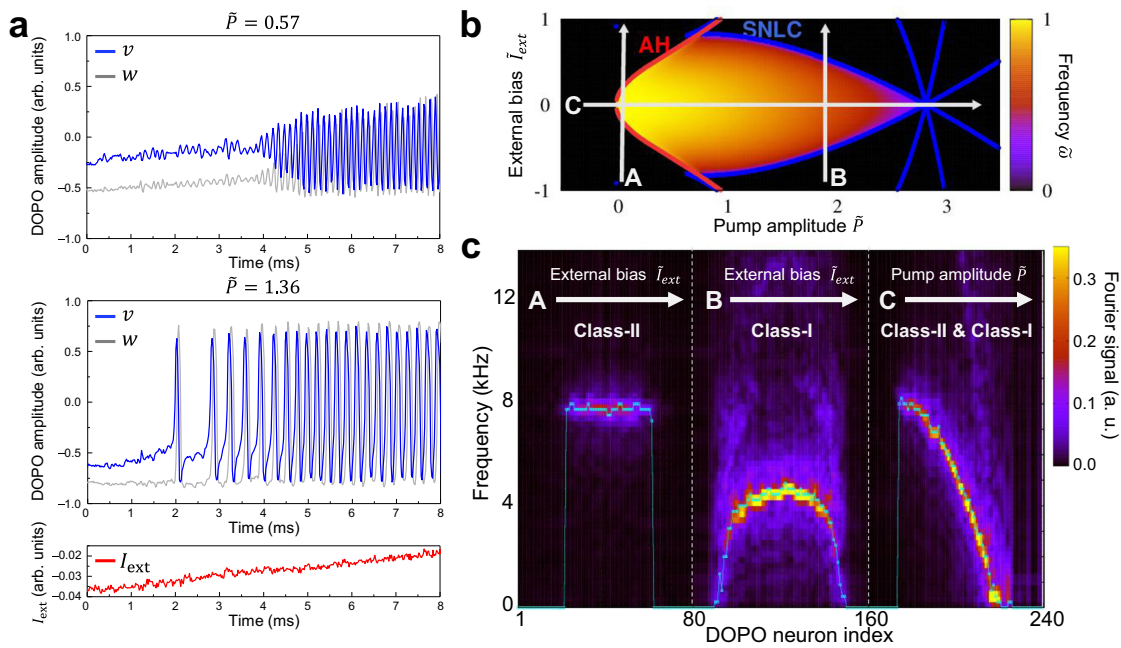 a
P̃ = 0.57
v
w
DOPO amplitude (arb. units)
1.0
0.5
0.0
−0.5
−1.0
0 1 2 3 4 5 6 7 8
Time (ms)
P̃ = 1.36
v
w
DOPO amplitude (arb. units)
1.0
0.5
0.0
−0.5
−1.0
0 1 2 3 4 5 6 7 8
Time (ms)
I_ext
I_ext (arb. units)
−0.02
−0.03
−0.04
0 1 2 3 4 5 6 7 8
Time (ms)
b
External bias Ĩ_ext
1
0
-1
AH
SNLC
C
A
B
0 1 2 3
Pump amplitude P̃
1
0
Frequency ω̃
c
Frequency (kHz)
12
8
4
0
A
External bias Ĩ_ext
Class-II
B
External bias Ĩ_ext
Class-I
C
Pump amplitude P̃
Class-II & Class-I
1 80 160 240
DOPO neuron index
0.3
0.2
0.1
0.0
Fourier signal (a. u.)